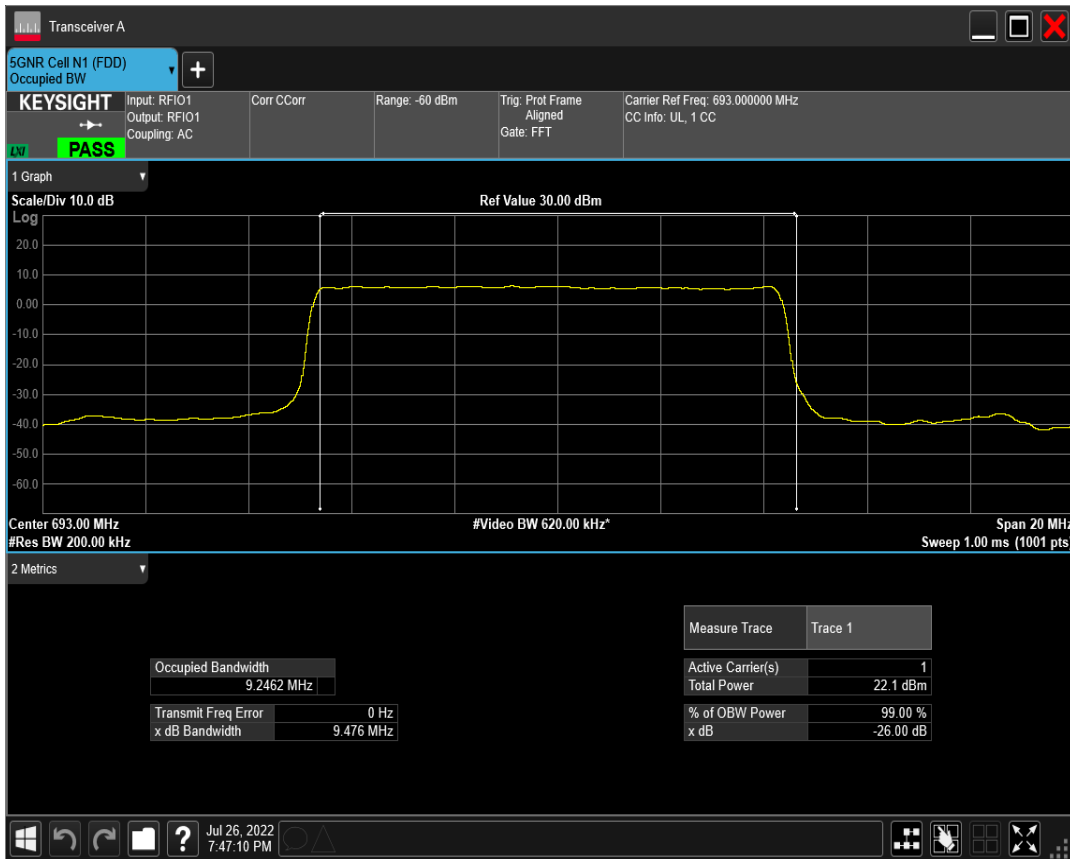 Transceiver A
5GNR Cell N1 (FDD)
Occupied BW
+
KEYSIGHT
LXI
PASS
Input: RFIO1
Output: RFIO1
Coupling: AC
Corr CCorr
Range: -60 dBm
Trig: Prot Frame
Aligned
Gate: FFT
Carrier Ref Freq: 693.000000 MHz
CC Info: UL, 1 CC
1 Graph
Scale/Div 10.0 dB
Ref Value 30.00 dBm
Log
20.0
10.0
0.00
-10.0
-20.0
-30.0
-40.0
-50.0
-60.0
Center 693.00 MHz
#Video BW 620.00 kHz*
Span 20 MHz
#Res BW 200.00 kHz
Sweep 1.00 ms (1001 pts)
2 Metrics
Measure Trace Trace 1
Occupied Bandwidth
9.2462 MHz
Active Carrier(s) 1
Total Power 22.1 dBm
Transmit Freq Error 0 Hz
x dB Bandwidth 9.476 MHz
% of OBW Power 99.00 %
x dB -26.00 dB
?
Jul 26, 2022
7:47:10 PM